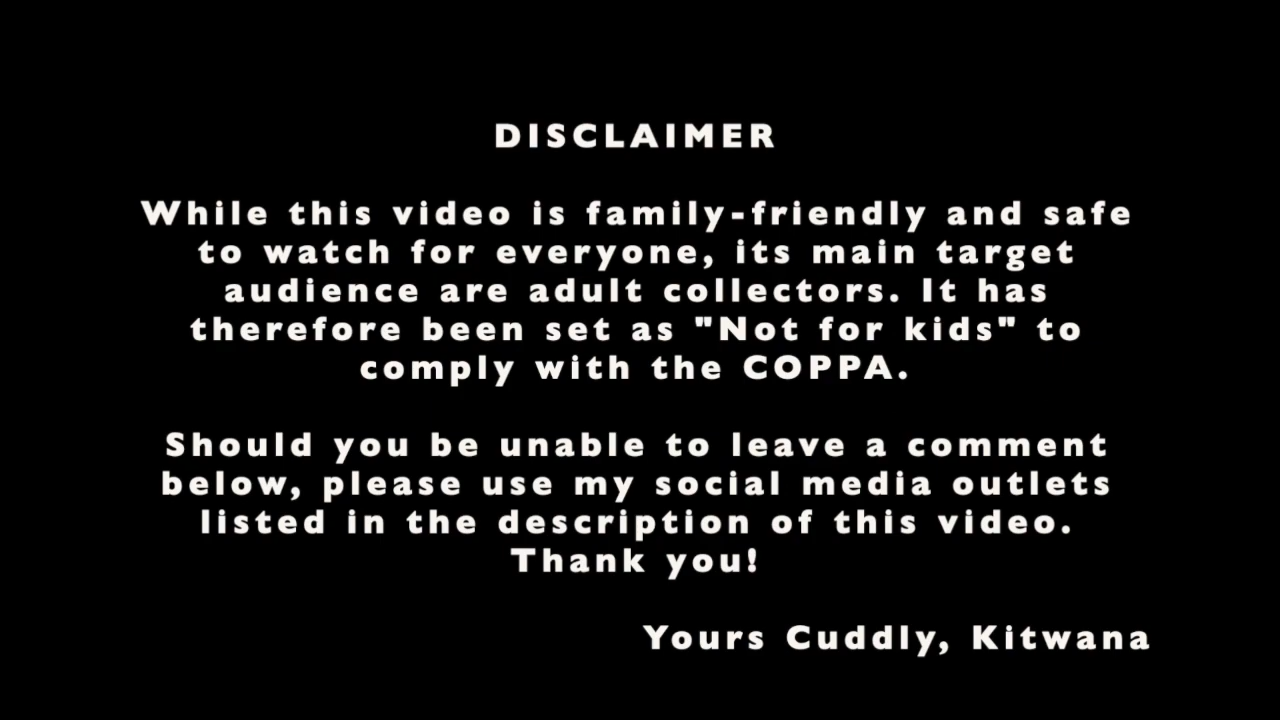 DISCLAIMER
While this video is family-friendly and safe
to watch for everyone, its main target
audience are adult collectors. It has
therefore been set as "Not for kids" to
comply with the COPPA.
Should you be unable to leave a comment
below, please use my social media outlets
listed in the description of this video.
Thank you!
Yours Cuddly, Kitwana